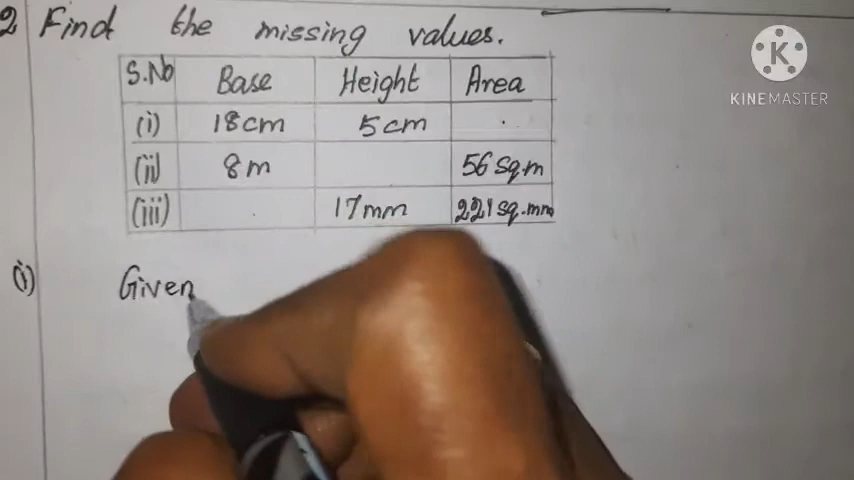 2 Find the missing values.
S.No Base Height Area
(i) 18cm 5cm
(ii) 8m 56 Sq.m
(iii) 17mm 221 Sq.mm
(i) Given
KINEMASTER